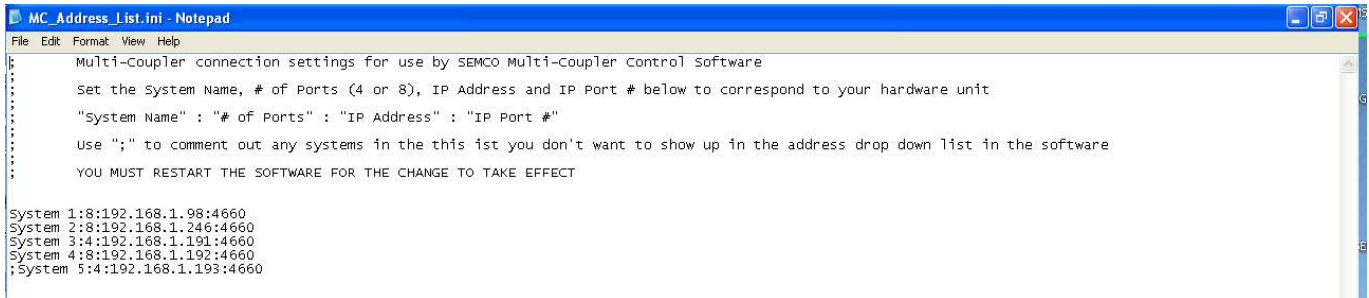 MC_Address_List.ini - Notepad
File Edit Format View Help
; Multi-Coupler connection settings for use by SEMCO Multi-Coupler Control Software
;
; Set the System Name, # of Ports (4 or 8), IP Address and IP Port # below to correspond to your hardware unit
;
; "System Name" : "# of Ports" : "IP Address" : "IP Port #"
;
; Use ";" to comment out any systems in the this ist you don't want to show up in the address drop down list in the software
;
; YOU MUST RESTART THE SOFTWARE FOR THE CHANGE TO TAKE EFFECT
System 1:8:192.168.1.98:4660
System 2:8:192.168.1.246:4660
System 3:4:192.168.1.191:4660
System 4:8:192.168.1.192:4660
;System 5:4:192.168.1.193:4660